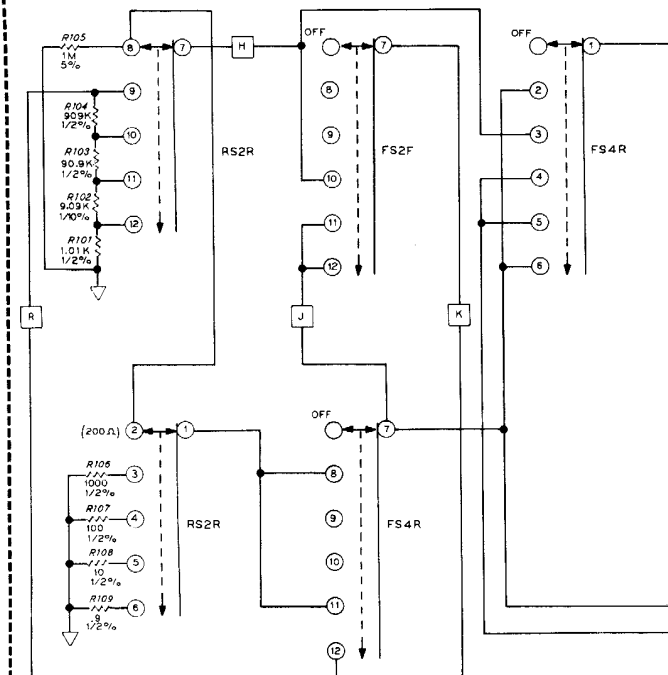 R105
1M
5%
8
7
H
OFF
7
OFF
1
9
R104
909K
1/2%
10
R103
90.9K
1/2%
11
R102
9.09K
1/10%
12
R101
1.01K
1/2%
RS2R
8
9
10
11
12
FS2F
2
3
4
5
6
FS4R
R
J
K
(200Ω)
2
1
OFF
7
R106
1000
1/2%
3
R107
100
1/2%
4
R108
10
1/2%
5
R109
.9
1/2%
6
RS2R
8
9
10
11
12
FS4R